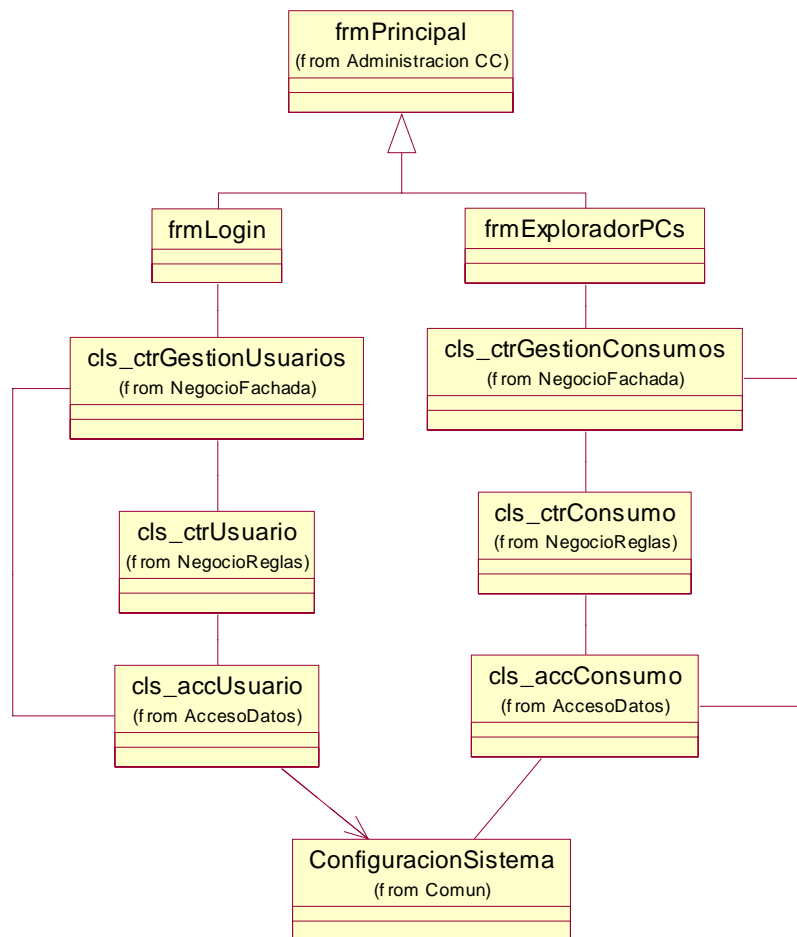 frmPrincipal
(from Administracion CC)
frmLogin
frmExploradorPCs
cls_ctrGestionUsuarios
(from NegocioFachada)
cls_ctrGestionConsumos
(from NegocioFachada)
cls_ctrUsuario
(from NegocioReglas)
cls_ctrConsumo
(from NegocioReglas)
cls_accUsuario
(from AccesoDatos)
cls_accConsumo
(from AccesoDatos)
ConfiguracionSistema
(from Comun)